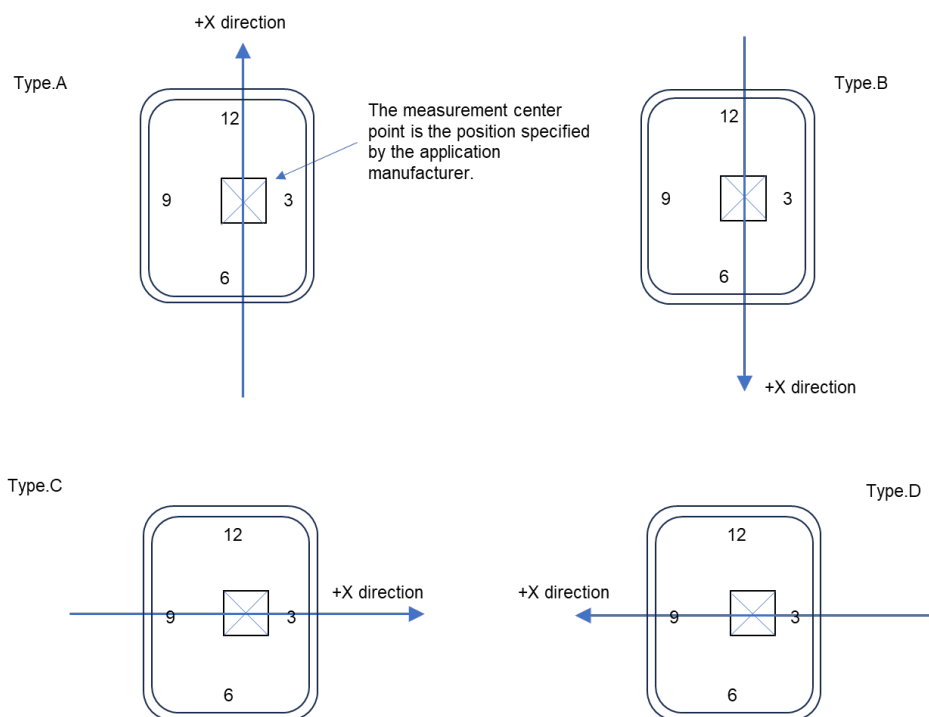 +X direction
Type.A
Type.B
12
12
The measurement center
point is the position specified
by the application
manufacturer.
9
3
9
3
6
6
+X direction
Type.C
Type.D
12
12
+X direction
+X direction
9
3
9
3
6
6